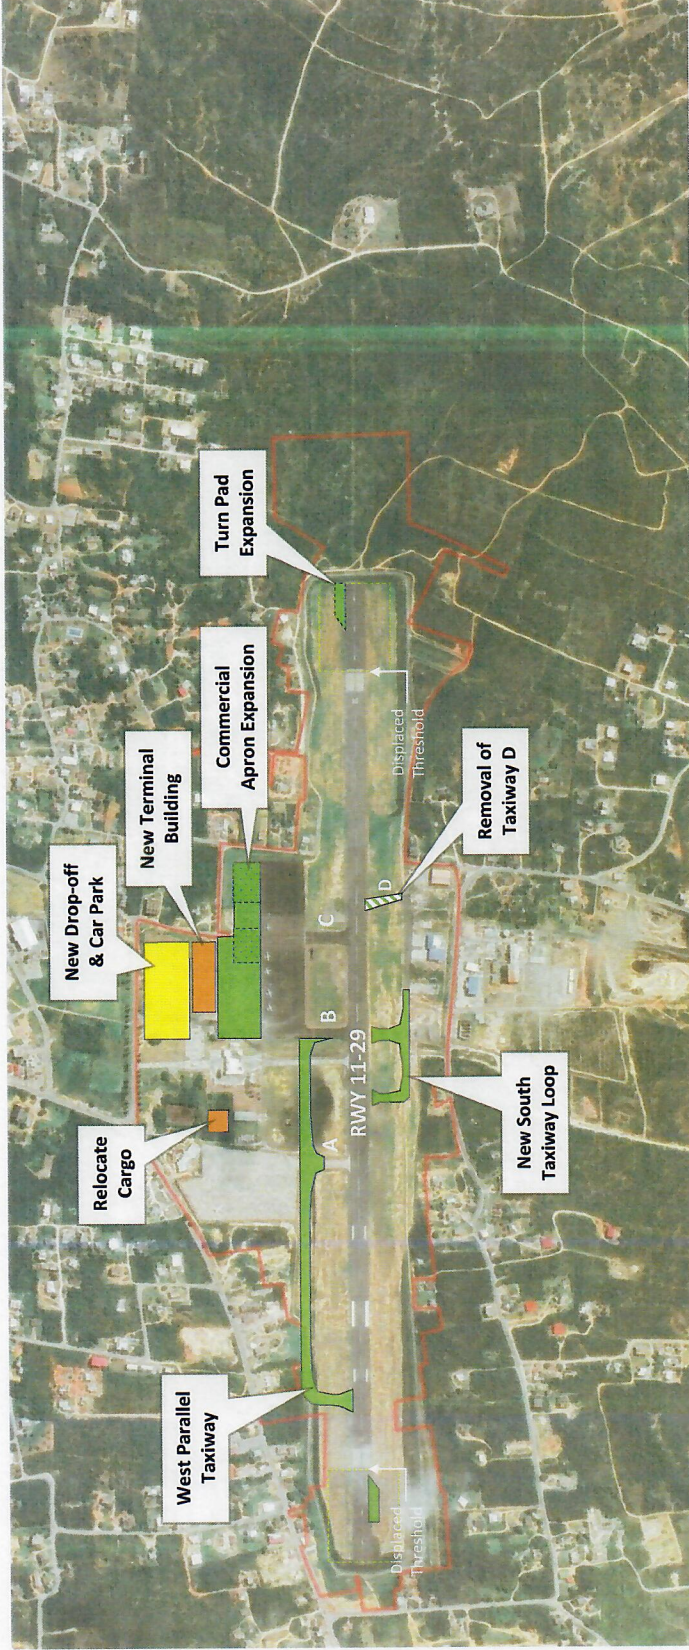 West Parallel
Taxiway
Relocate
Cargo
New Drop-off
& Car Park
New Terminal
Building
Commercial
Apron Expansion
Turn Pad
Expansion
A
B
C
D
RWY 11-29
Displaced
Threshold
Displaced
Threshold
New South
Taxiway Loop
Removal of
Taxiway D